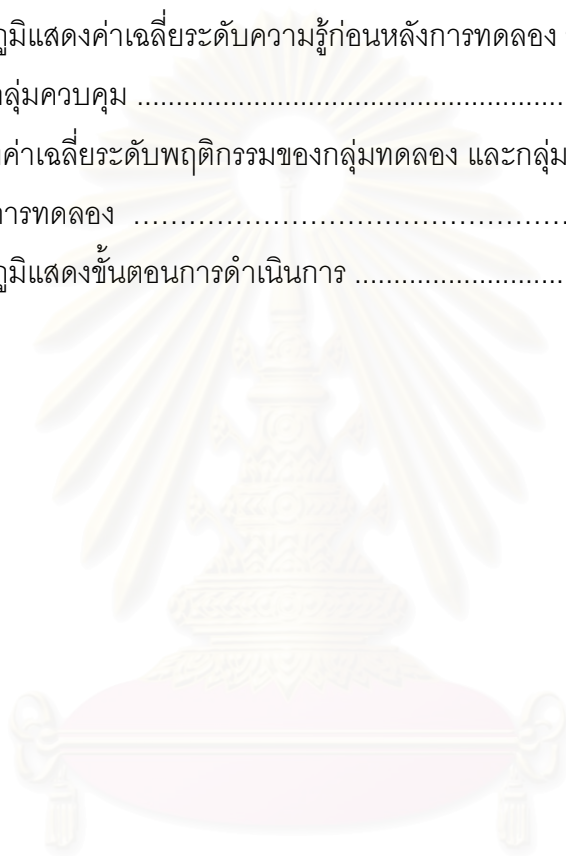 ภูมิแสดงค่าเฉลี่ยระดับความรู้ก่อนหลังการทดลอง
กลุ่มควบคุม ......................................................
ค่าเฉลี่ยระดับพฤติกรรมของกลุ่มทดลอง และกลุ่ม
การทดลอง ......................................................
ภูมิแสดงขั้นตอนการดำเนินการ ...........................